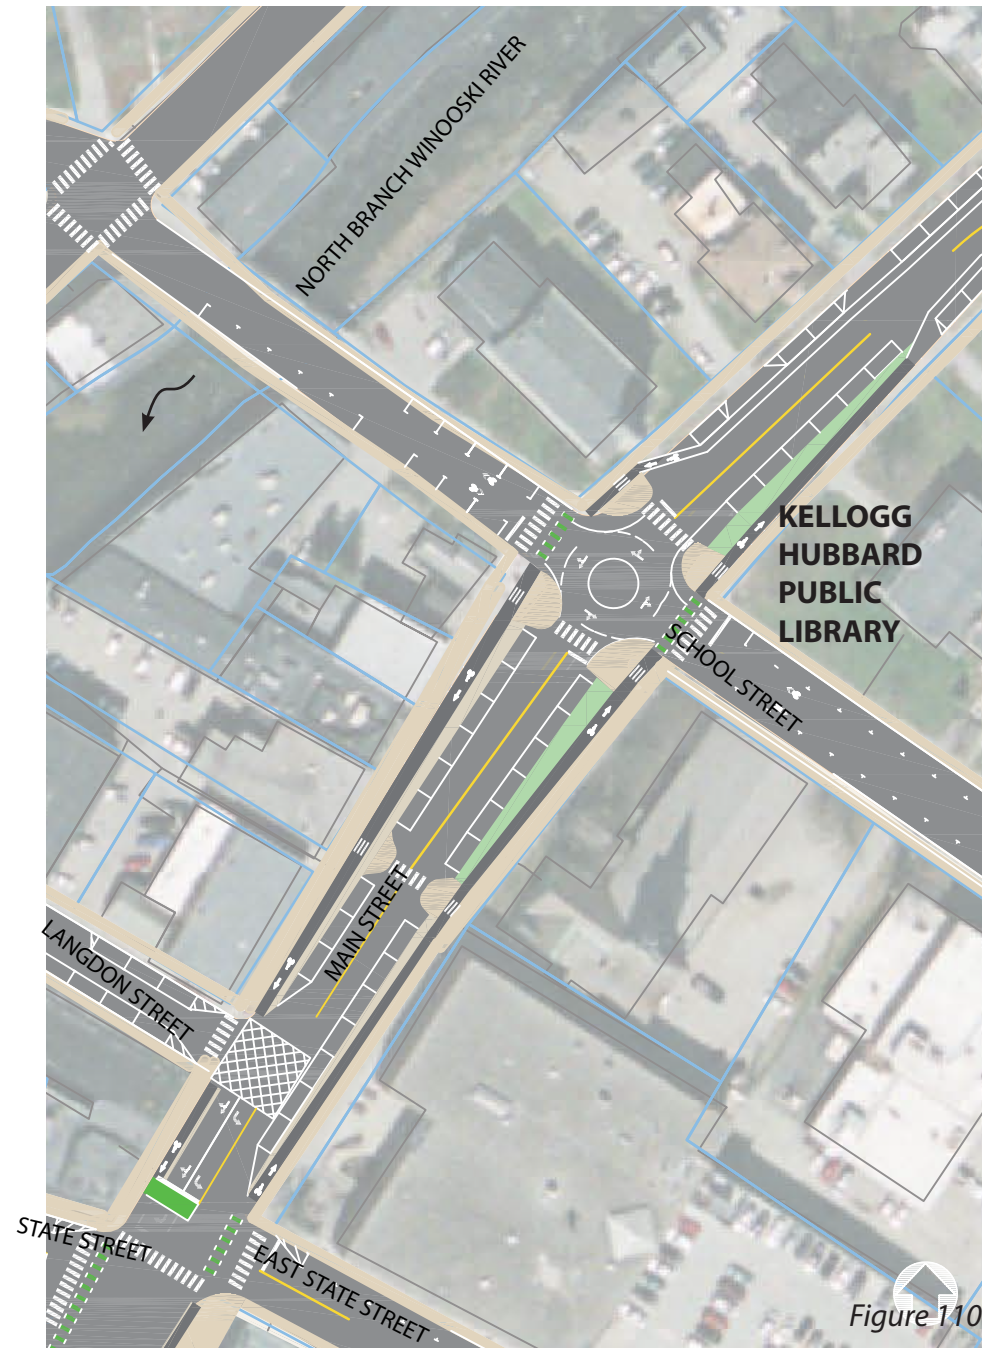 NORTH BRANCH WINOOSKI RIVER
KELLOGG
HUBBARD
PUBLIC
LIBRARY
SCHOOL STREET
MAIN STREET
LANGDON STREET
STATE STREET
EAST STATE STREET
Figure 110